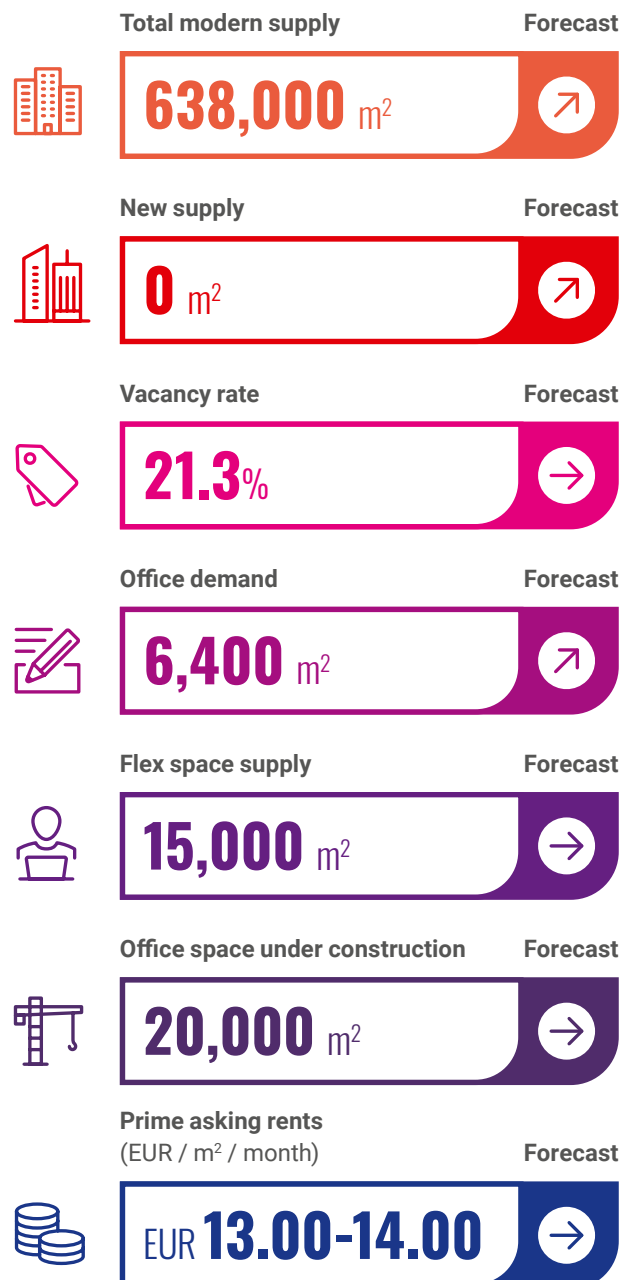 Total modern supply Forecast
638,000 m²
New supply Forecast
0 m²
Vacancy rate Forecast
21.3%
Office demand Forecast
6,400 m²
Flex space supply Forecast
15,000 m²
Office space under construction Forecast
20,000 m²
Prime asking rents
(EUR / m² / month) Forecast
EUR 13.00-14.00